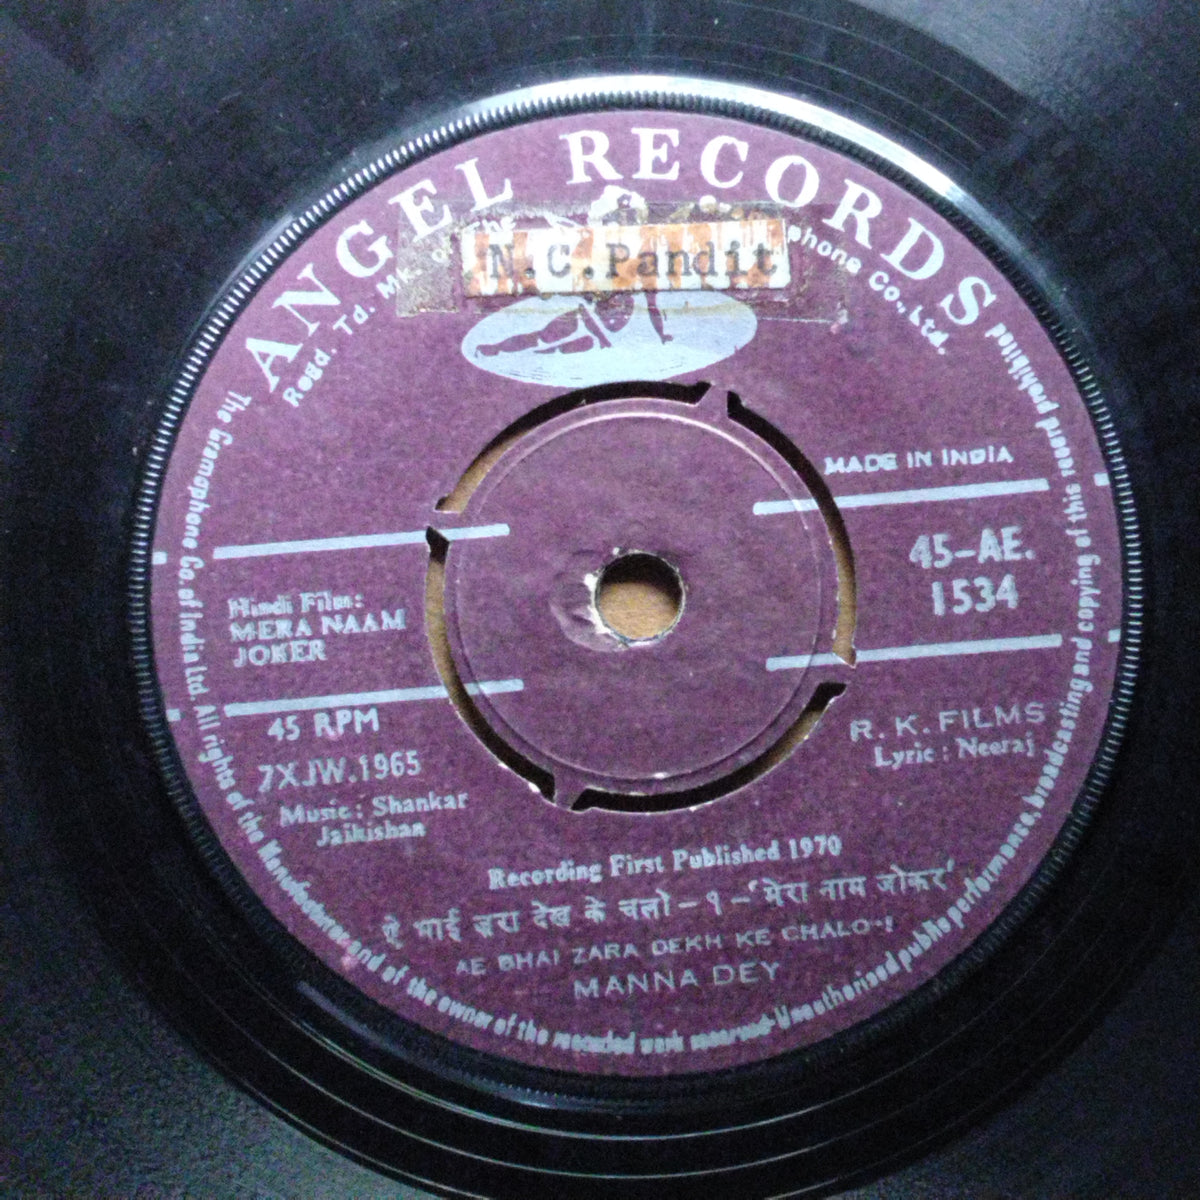 ANGEL RECORDS
Regd. Td. Mk. of The
phone Co., Ltd.
N.C.Pandit
MADE IN INDIA
45-AE.
1534
Hindi Film:
MERA NAAM
JOKER
45 RPM
7XJW.1965
Music: Shankar
Jaikishan
R. K. FILMS
Lyric : Neeraj
Recording First Published 1970
ऐ भाई ज़रा देख के चलो - १ - 'मेरा नाम जोकर'
AE BHAI ZARA DEKH KE CHALO-I
MANNA DEY
The Gramophone Co. of India Ltd. All rights of the Manufacturer and of the owner of the recorded work reserved-Unauthorised public performance, broadcasting and copying of this record prohibited